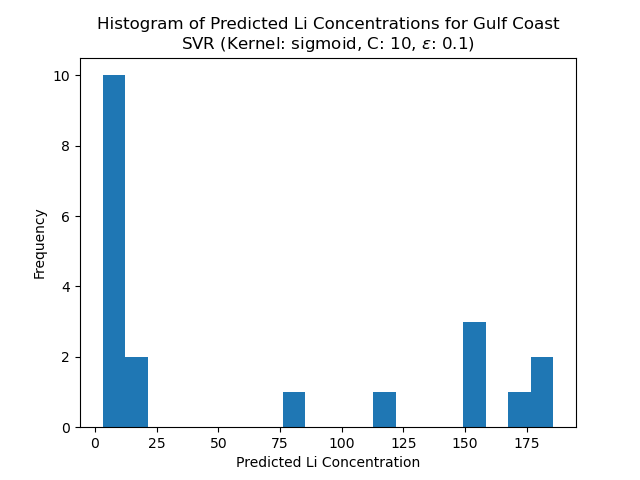 Histogram of Predicted Li Concentrations for Gulf Coast
SVR (Kernel: sigmoid, C: 10, ε: 0.1)
10
8
6
4
2
0
Frequency
0 25 50 75 100 125 150 175
Predicted Li Concentration